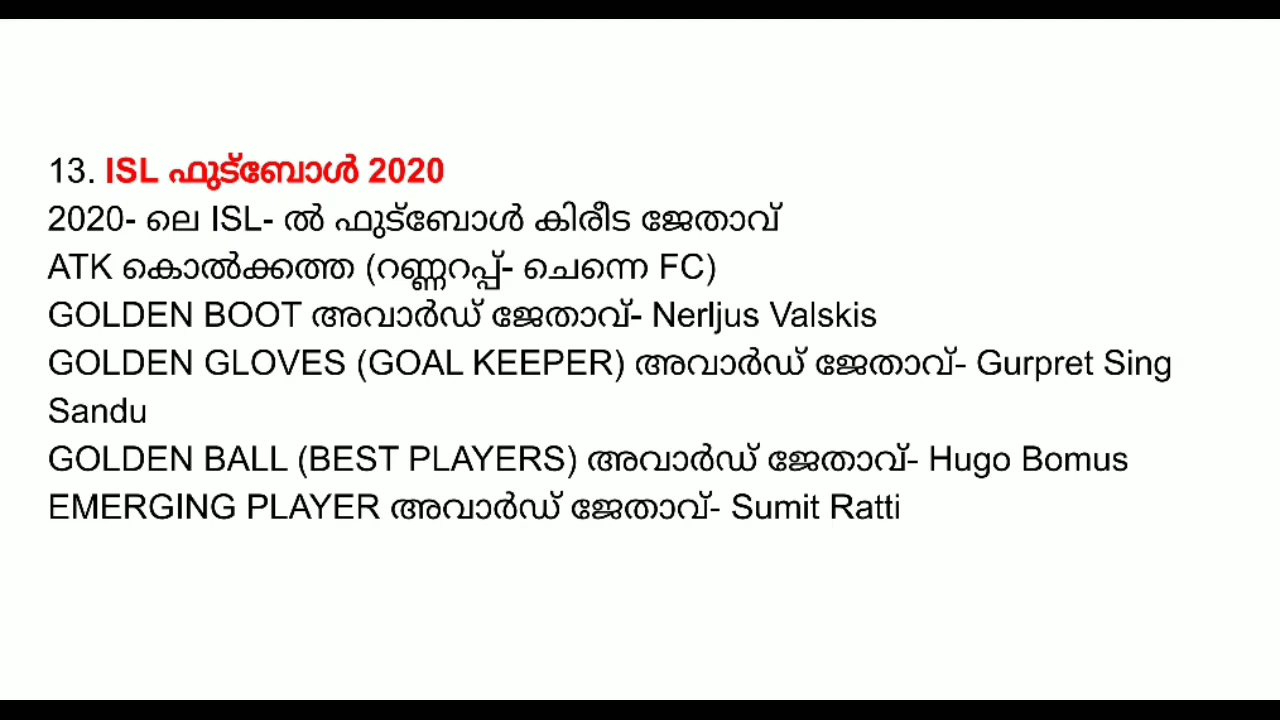 13. ISL ഫുട്ബോൾ 2020
2020- ലെ ISL- ൽ ഫുട്ബോൾ കിരീട ജേതാവ്
ATK കൊൽക്കത്ത (റണ്ണറപ്പ്- ചെന്നൈ FC)
GOLDEN BOOT അവാർഡ് ജേതാവ്- Nerljus Valskis
GOLDEN GLOVES (GOAL KEEPER) അവാർഡ് ജേതാവ്- Gurpret Sing
Sandu
GOLDEN BALL (BEST PLAYERS) അവാർഡ് ജേതാവ്- Hugo Bomus
EMERGING PLAYER അവാർഡ് ജേതാവ്- Sumit Ratti